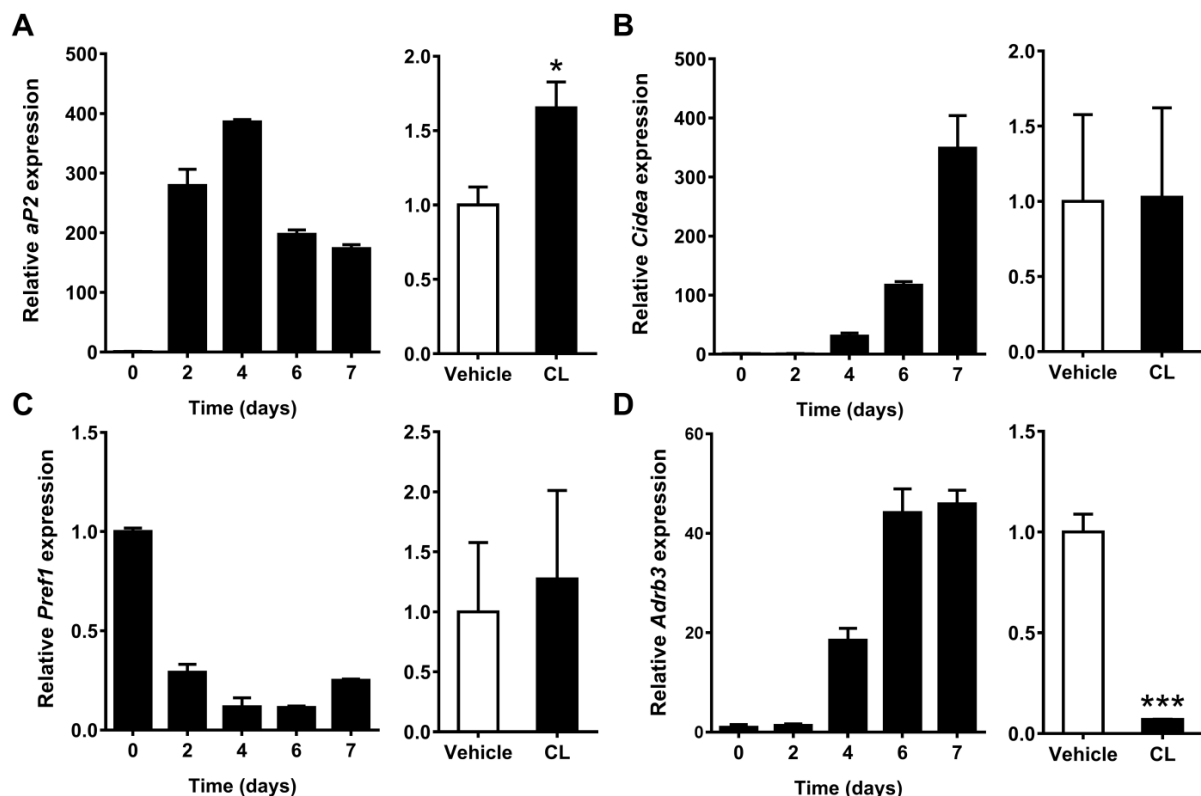 A
Relative aP2 expression
500
400
300
200
100
0
0 2 4 6 7
Time (days)
2.0
1.5
1.0
0.5
0.0
*
Vehicle CL
B
Relative Cidea expression
500
400
300
200
100
0
0 2 4 6 7
Time (days)
2.0
1.5
1.0
0.5
0.0
Vehicle CL
C
Relative Pref1 expression
1.5
1.0
0.5
0.0
0 2 4 6 7
Time (days)
2.5
2.0
1.5
1.0
0.5
0.0
Vehicle CL
D
Relative Adrb3 expression
60
40
20
0
0 2 4 6 7
Time (days)
1.5
1.0
0.5
0.0
***
Vehicle CL